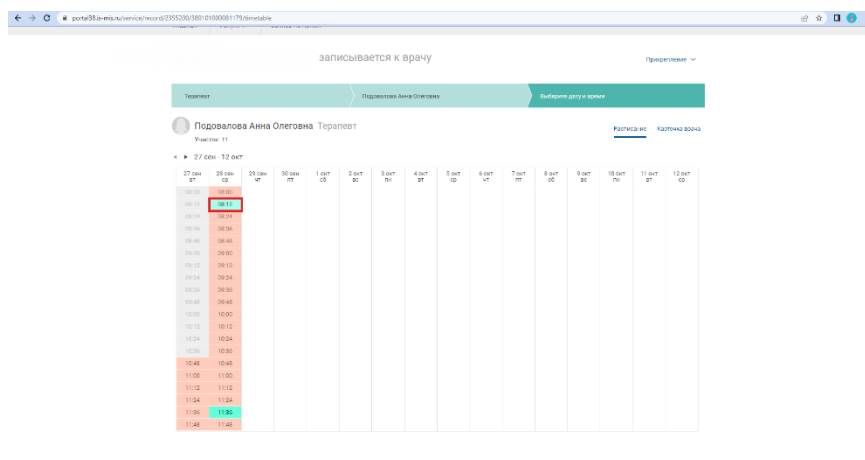 portal38.is-mis.ru/service/record/2355200/380101000081179/timetable
записывается к врачу
Прикрепление
Терапевт
Подовалова Анна Олеговна
Выберите дату и время
Подовалова Анна Олеговна Терапевт
Участок: 11
Расписание Карточка врача
27 сен - 12 окт
27 сен 28 сен 29 сен 30 сен 1 окт 2 окт 3 окт 4 окт 5 окт 6 окт 7 окт 8 окт 9 окт 10 окт 11 окт 12 окт
вт ср чт пт сб вс пн вт ср чт пт сб вс пн вт ср
08:00 08:00
08:12 08:12
08:24 08:24
08:36 08:36
08:48 08:48
09:00 09:00
09:12 09:12
09:24 09:24
09:36 09:36
09:48 09:48
10:00 10:00
10:12 10:12
10:24 10:24
10:36 10:36
10:48 10:48
11:00 11:00
11:12 11:12
11:24 11:24
11:36 11:36
11:48 11:48